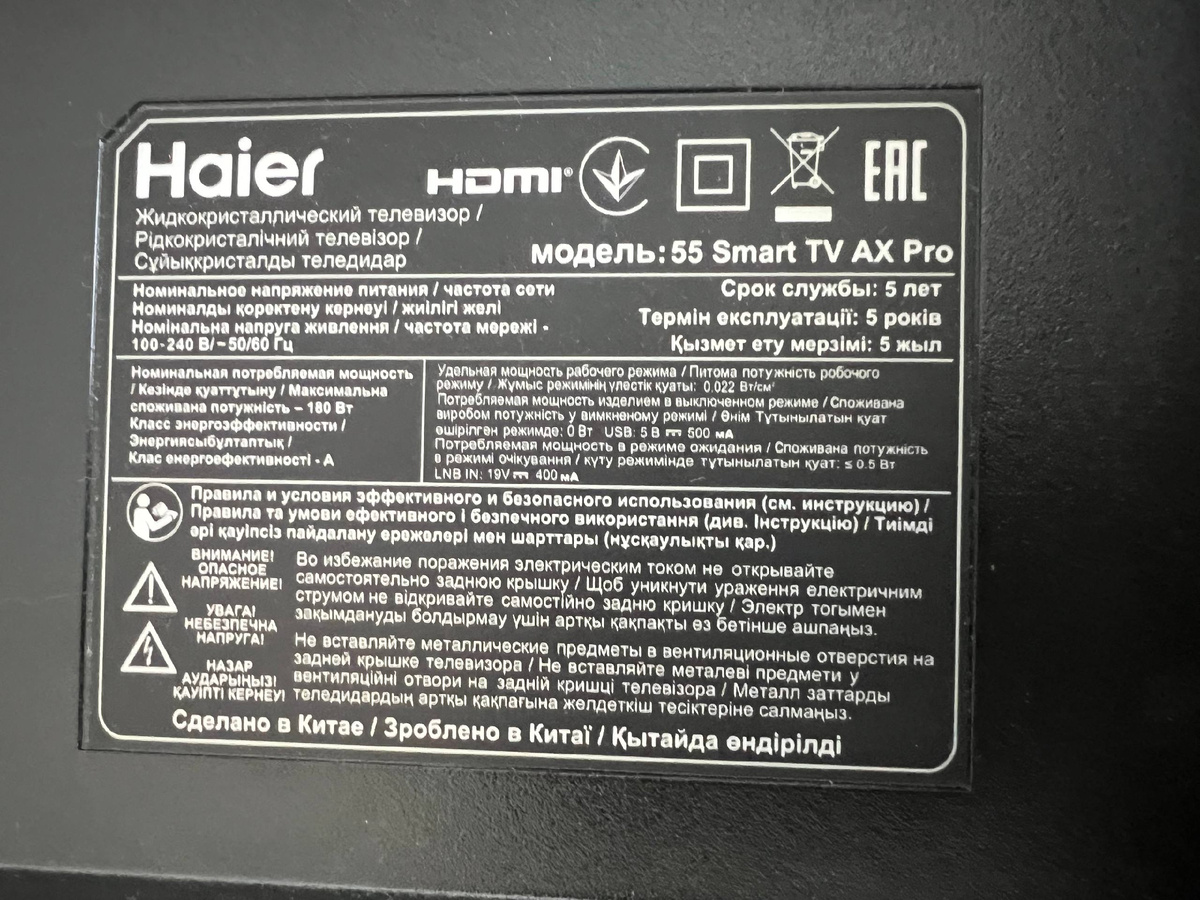 Haier
HDMI®
EAC
Жидкокристаллический телевизор /
Рідкокристалічний телевізор /
Сұйыққристалды теледидар
модель: 55 Smart TV AX Pro
Номинальное напряжение питания / частота сети
Номиналды қоректену кернеуі / жиілігі желі
Номінальна напруга живлення / частота мережі -
100-240 В/~50/60 Гц
Срок службы: 5 лет
Термін експлуатації: 5 років
Қызмет ету мерзімі: 5 жыл
Номинальная потребляемая мощность
/ Кезінде қуаттұтыну / Максимальна
споживана потужність – 180 Вт
Класс энергоэффективности /
Энергиясыбұлтаптық /
Клас енергоефективності - А
Удельная мощность рабочего режима / Питома потужність робочого
режиму / Жұмыс режимінің үлестік қуаты: 0.022 Вт/см²
Потребляемая мощность изделием в выключенном режиме / Споживана
виробом потужність у вимкненому режимі / Өнім Тұтынылатын қуат
өшірілген режимде: 0 Вт USB: 5 В ⎓ 500 мА
Потребляемая мощность в режиме ожидания / Споживана потужність
в режимі очікування / күту режимінде тұтынылатын қуат: ≤ 0.5 Вт
LNB IN: 19V ⎓ 400 мА
Правила и условия эффективного и безопасного использования (см. инструкцию) /
Правила та умови ефективного і безпечного використання (див. Інструкцію) / Тиімді
әрі қауіпсіз пайдалану ережелері мен шарттары (нұсқаулықты қар.)
ВНИМАНИЕ!
ОПАСНОЕ
НАПРЯЖЕНИЕ!
УВАГА!
НЕБЕЗПЕЧНА
НАПРУГА!
НАЗАР
АУДАРЫҢЫЗ!
ҚАУІПТІ КЕРНЕУ!
Во избежание поражения электрическим током не открывайте
самостоятельно заднюю крышку / Щоб уникнути ураження електричним
струмом не відкривайте самостійно задню кришку / Электр тогымен
зақымдануды болдырмау үшін артқы қақпақты өз бетінше ашпаңыз.
Не вставляйте металлические предметы в вентиляционные отверстия на
задней крышке телевизора / Не вставляйте металеві предмети у
вентиляційні отвори на задній кришці телевізора / Металл заттарды
теледидардың артқы қақпағына желдеткіш тесіктеріне салмаңыз.
Сделано в Китае / Зроблено в Китаї / Қытайда өндірілді